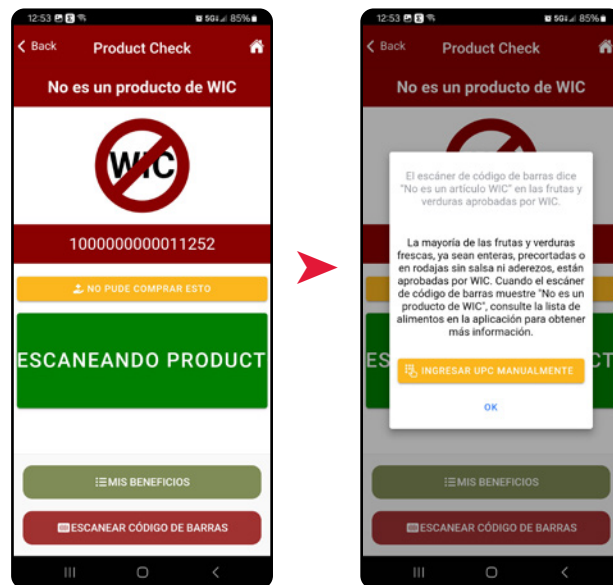 12:53
5G
85%
Back
Product Check
No es un producto de WIC
WIC
1000000000011252
NO PUDE COMPRAR ESTO
ESCANEANDO PRODUCT
MIS BENEFICIOS
ESCANEAR CÓDIGO DE BARRAS
12:53
5G
85%
Back
Product Check
No es un producto de WIC
El escáner de código de barras dice
"No es un artículo WIC" en las frutas y
verduras aprobadas por WIC.
La mayoría de las frutas y verduras
frescas, ya sean enteras, precortadas o
en rodajas sin salsa ni aderezos, están
aprobadas por WIC. Cuando el escáner
de código de barras muestre "No es un
producto de WIC", consulte la lista de
alimentos en la aplicación para obtener
más información.
ES
CT
INGRESAR UPC MANUALMENTE
OK
MIS BENEFICIOS
ESCANEAR CÓDIGO DE BARRAS